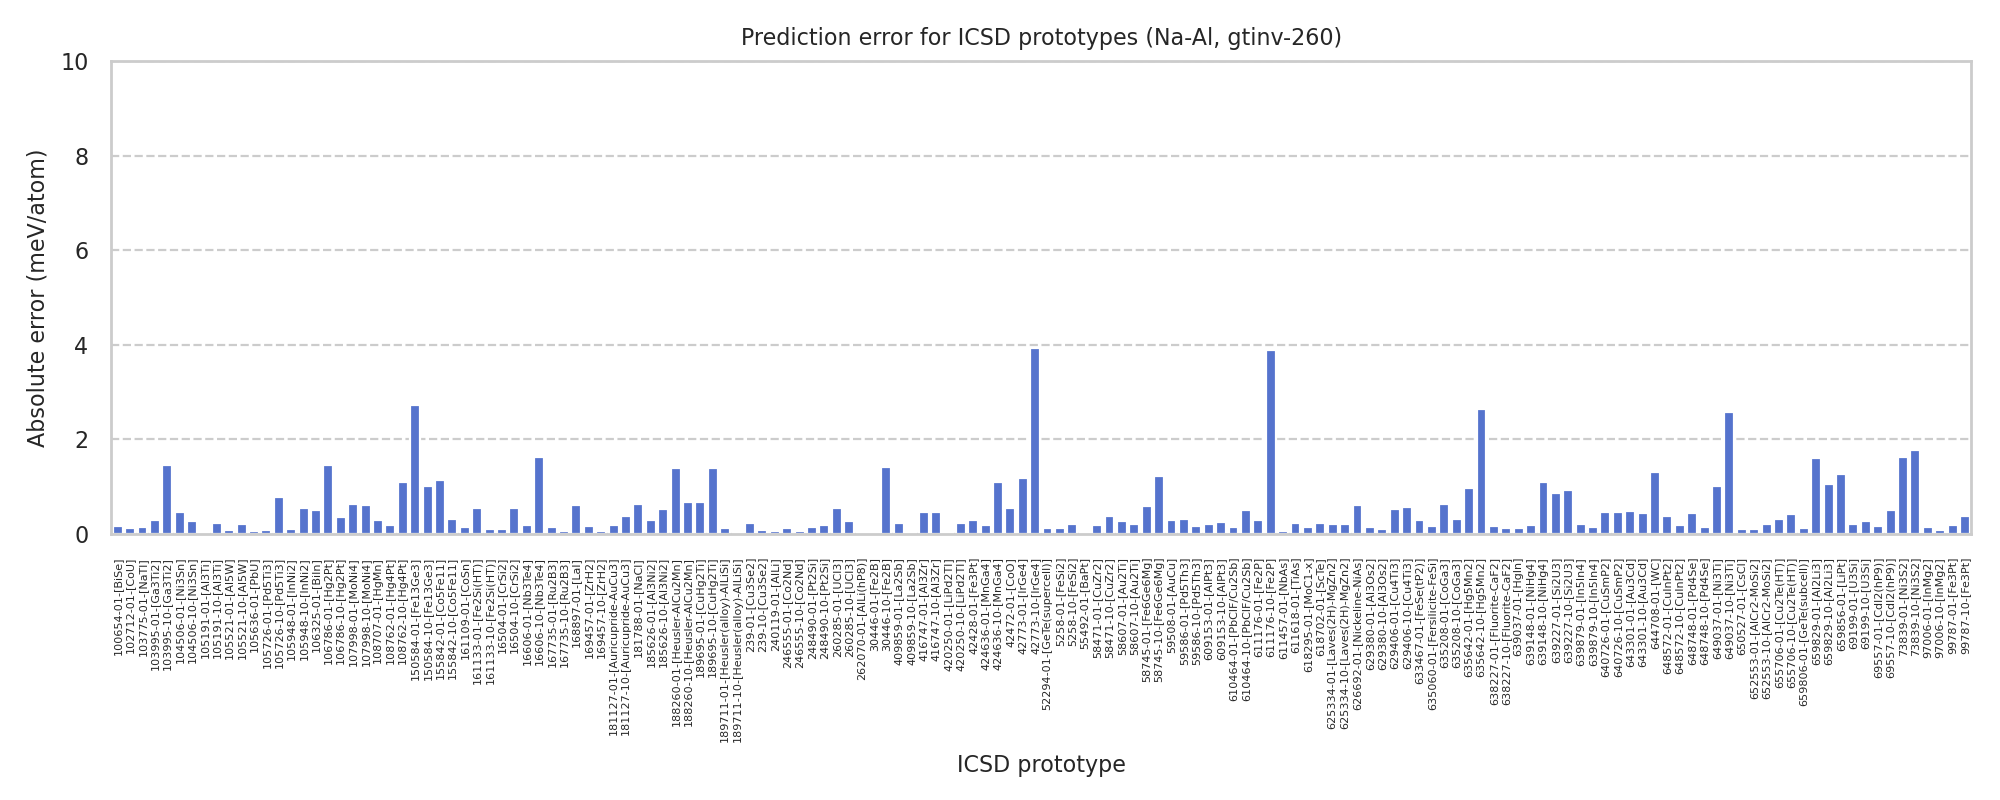 Prediction error for ICSD prototypes (Na-Al, gtinv-260)
Absolute error (meV/atom)
10
8
6
4
2
0
100654-01-[BiSe]
102712-01-[CoU]
103775-01-[NaTl]
103995-01-[Ga3Ti2]
103995-10-[Ga3Ti2]
104506-01-[Ni3Sn]
104506-10-[Ni3Sn]
105191-01-[Al3Ti]
105191-10-[Al3Ti]
105521-01-[Al5W]
105521-10-[Al5W]
105636-01-[PbU]
105726-01-[Pd5Ti3]
105726-10-[Pd5Ti3]
105948-01-[InNi2]
105948-10-[InNi2]
106325-01-[BiIn]
106786-01-[Hg2Pt]
106786-10-[Hg2Pt]
107998-01-[MoNi4]
107998-10-[MoNi4]
108707-01-[HgMn]
108762-01-[Hg4Pt]
108762-10-[Hg4Pt]
150584-01-[Fe13Ge3]
150584-10-[Fe13Ge3]
155842-01-[Co5Fe11]
155842-10-[Co5Fe11]
161109-01-[CoSn]
161133-01-[Fe2Si(HT)]
161133-10-[Fe2Si(HT)]
16504-01-[CrSi2]
16504-10-[CrSi2]
16606-01-[Nb3Te4]
16606-10-[Nb3Te4]
167735-01-[Ru2B3]
167735-10-[Ru2B3]
168897-01-[LaI]
169457-01-[ZrH2]
169457-10-[ZrH2]
181127-01-[Auricupride-AuCu3]
181127-10-[Auricupride-AuCu3]
181788-01-[NaCl]
185626-01-[Al3Ni2]
185626-10-[Al3Ni2]
188260-01-[Heusler-AlCu2Mn]
188260-10-[Heusler-AlCu2Mn]
189695-01-[CuHg2Ti]
189695-10-[CuHg2Ti]
189711-01-[Heusler(alloy)-AlLiSi]
189711-10-[Heusler(alloy)-AlLiSi]
239-01-[Cu3Se2]
239-10-[Cu3Se2]
240119-01-[AlLi]
246555-01-[Co2Nd]
246555-10-[Co2Nd]
248490-01-[Pt2Si]
248490-10-[Pt2Si]
260285-01-[UCl3]
260285-10-[UCl3]
262070-01-[AlLi(hP8)]
30446-01-[Fe2B]
30446-10-[Fe2B]
409859-01-[La2Sb]
409859-10-[La2Sb]
416747-01-[Al3Zr]
416747-10-[Al3Zr]
420250-01-[LiPd2Tl]
420250-10-[LiPd2Tl]
42428-01-[Fe3Pt]
424636-01-[MnGa4]
424636-10-[MnGa4]
42472-01-[CoO]
42773-01-[IrGe4]
42773-10-[IrGe4]
52294-01-[GeTe(supercell)]
5258-01-[FeSi2]
5258-10-[FeSi2]
55492-01-[BaPt]
58471-01-[CuZr2]
58471-10-[CuZr2]
58607-01-[Au2Ti]
58607-10-[Au2Ti]
58745-01-[Fe6Ge6Mg]
58745-10-[Fe6Ge6Mg]
59508-01-[AuCu]
59586-01-[Pd5Th3]
59586-10-[Pd5Th3]
609153-01-[AlPt3]
609153-10-[AlPt3]
610464-01-[PbClF/Cu2Sb]
610464-10-[PbClF/Cu2Sb]
611176-01-[Fe2P]
611176-10-[Fe2P]
611457-01-[NbAs]
611618-01-[TiAs]
618295-01-[MoC1-x]
618702-01-[ScTe]
625334-01-[Laves(2H)-MgZn2]
625334-10-[Laves(2H)-MgZn2]
626692-01-[Nickeline-NiAs]
629380-01-[Al3Os2]
629380-10-[Al3Os2]
629406-01-[Cu4Ti3]
629406-10-[Cu4Ti3]
633467-01-[FeSe(tP2)]
635060-01-[Fersilicite-FeSi]
635208-01-[CoGa3]
635208-10-[CoGa3]
635642-01-[Hg5Mn2]
635642-10-[Hg5Mn2]
638227-01-[Fluorite-CaF2]
638227-10-[Fluorite-CaF2]
639037-01-[HgIn]
639148-01-[NiHg4]
639148-10-[NiHg4]
639227-01-[Si2U3]
639227-10-[Si2U3]
639879-01-[In5In4]
639879-10-[In5In4]
640726-01-[CuSmP2]
640726-10-[CuSmP2]
643301-01-[Au3Cd]
643301-10-[Au3Cd]
644708-01-[WC]
648572-01-[CuInPt2]
648572-10-[CuInPt2]
648748-01-[Pd4Se]
648748-10-[Pd4Se]
649037-01-[Ni3Ti]
649037-10-[Ni3Ti]
650527-01-[CsCl]
652553-01-[AlCr2-MoSi2]
652553-10-[AlCr2-MoSi2]
655706-01-[Cu2Te(HT)]
655706-10-[Cu2Te(HT)]
659806-01-[GeTe(subcell)]
659829-01-[Al2Li3]
659829-10-[Al2Li3]
659856-01-[LiPt]
69199-01-[U3Si]
69199-10-[U3Si]
69557-01-[CdI2(hP9)]
69557-10-[CdI2(hP9)]
73839-01-[Ni3S2]
73839-10-[Ni3S2]
97006-01-[InMg2]
97006-10-[InMg2]
99787-01-[Fe3Pt]
99787-10-[Fe3Pt]
ICSD prototype